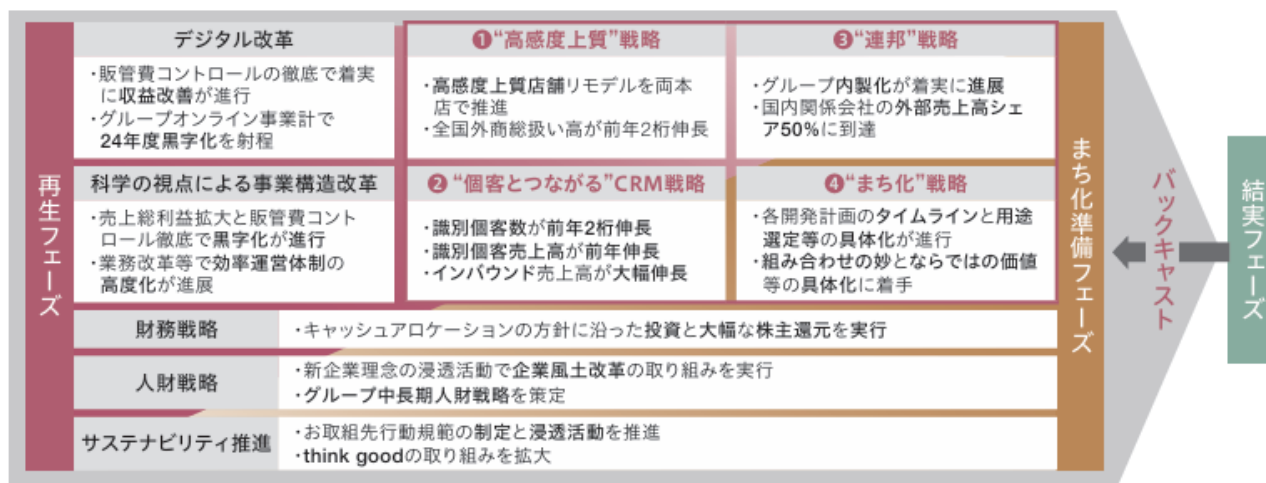 再生フェーズ
デジタル改革
・販管費コントロールの徹底で着実
に収益改善が進行
・グループオンライン事業計で
24年度黒字化を射程
❶“高感度上質”戦略
・高感度上質店舗リモデルを両本
店で推進
・全国外商総扱い高が前年2桁伸長
❸“連邦”戦略
・グループ内製化が着実に進展
・国内関係会社の外部売上高シェ
ア50%に到達
科学の視点による事業構造改革
・売上総利益拡大と販管費コント
ロール徹底で黒字化が進行
・業務改革等で効率運営体制の
高度化が進展
❷“個客とつながる”CRM戦略
・識別個客数が前年2桁伸長
・識別個客売上高が前年伸長
・インバウンド売上高が大幅伸長
❹“まち化”戦略
・各開発計画のタイムラインと用途
選定等の具体化が進行
・組み合わせの妙とならではの価値
等の具体化に着手
財務戦略
・キャッシュアロケーションの方針に沿った投資と大幅な株主還元を実行
人財戦略
・新企業理念の浸透活動で企業風土改革の取り組みを実行
・グループ中長期人財戦略を策定
サステナビリティ推進
・お取組先行動規範の制定と浸透活動を推進
・think goodの取り組みを拡大
まち化準備フェーズ
バックキャスト
結実フェーズ